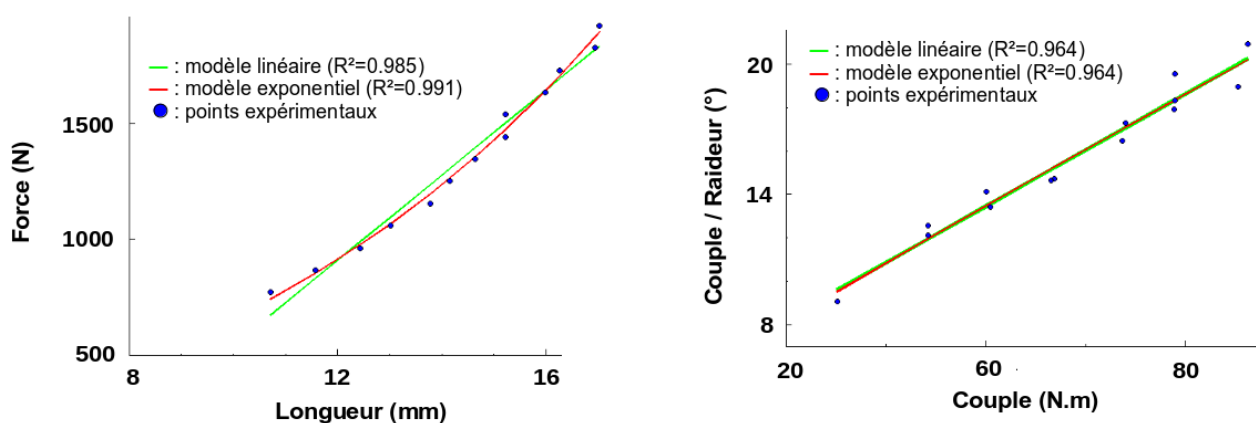 : modèle linéaire (R²=0.985)
: modèle exponentiel (R²=0.991)
: points expérimentaux
Force (N)
1500
1000
500
8
12
16
Longueur (mm)
: modèle linéaire (R²=0.964)
: modèle exponentiel (R²=0.964)
: points expérimentaux
Couple / Raideur (°)
20
14
8
20
60
80
Couple (N.m)